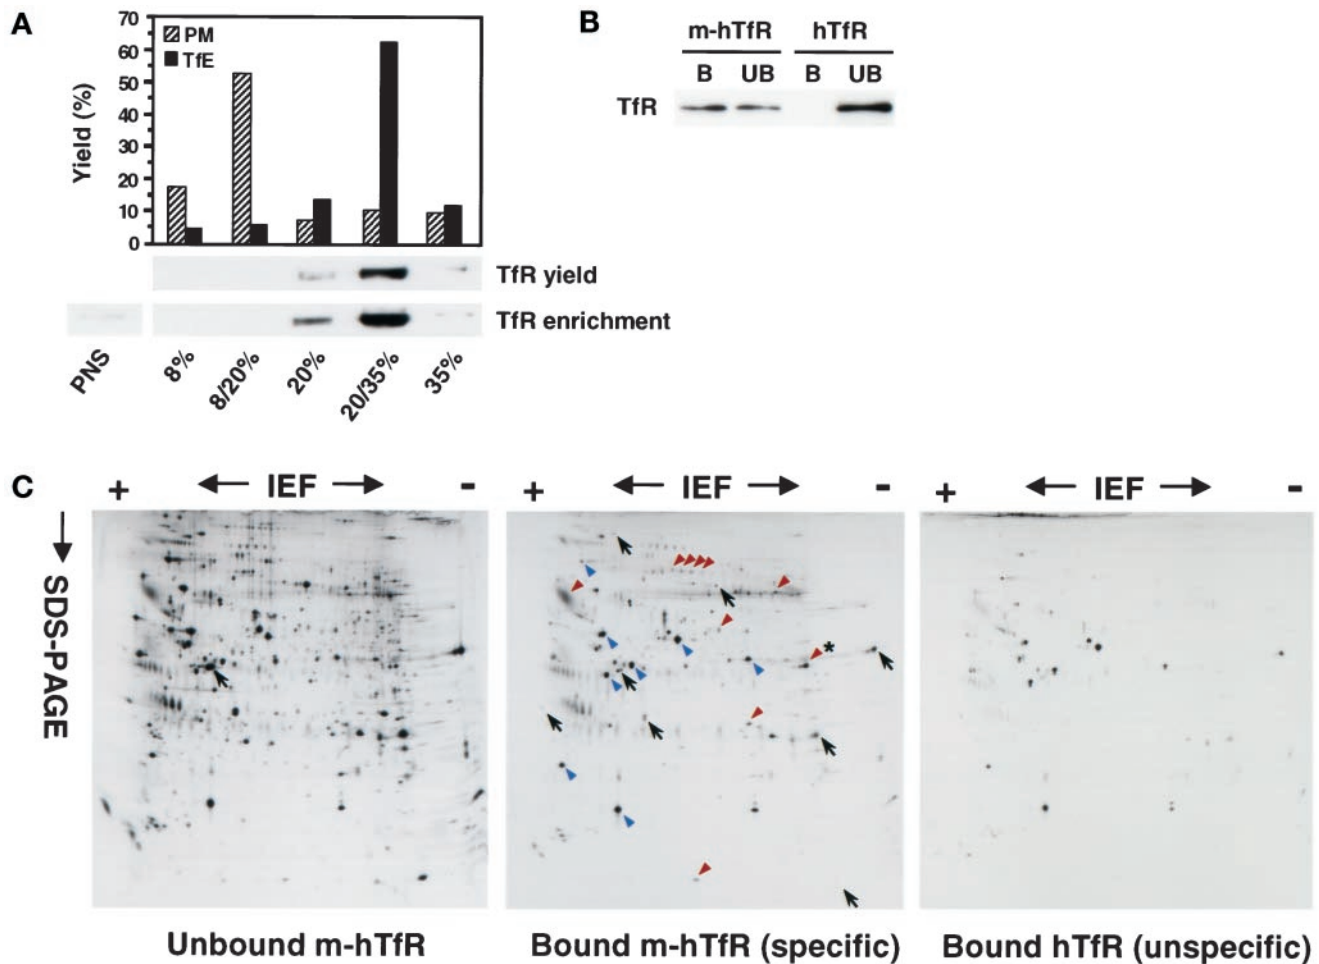 A
70
60
50
40
30
20
10
0
Yield (%)
PM
TfE
TfR yield
TfR enrichment
PNS
8%
8/20%
20%
20/35%
35%
B
m-hTfR hTfR
B UB B UB
TfR
C
+ ← IEF → -
+ ← IEF → -
+ ← IEF → -
SDS-PAGE
*
Unbound m-hTfR
Bound m-hTfR (specific)
Bound hTfR (unspecific)